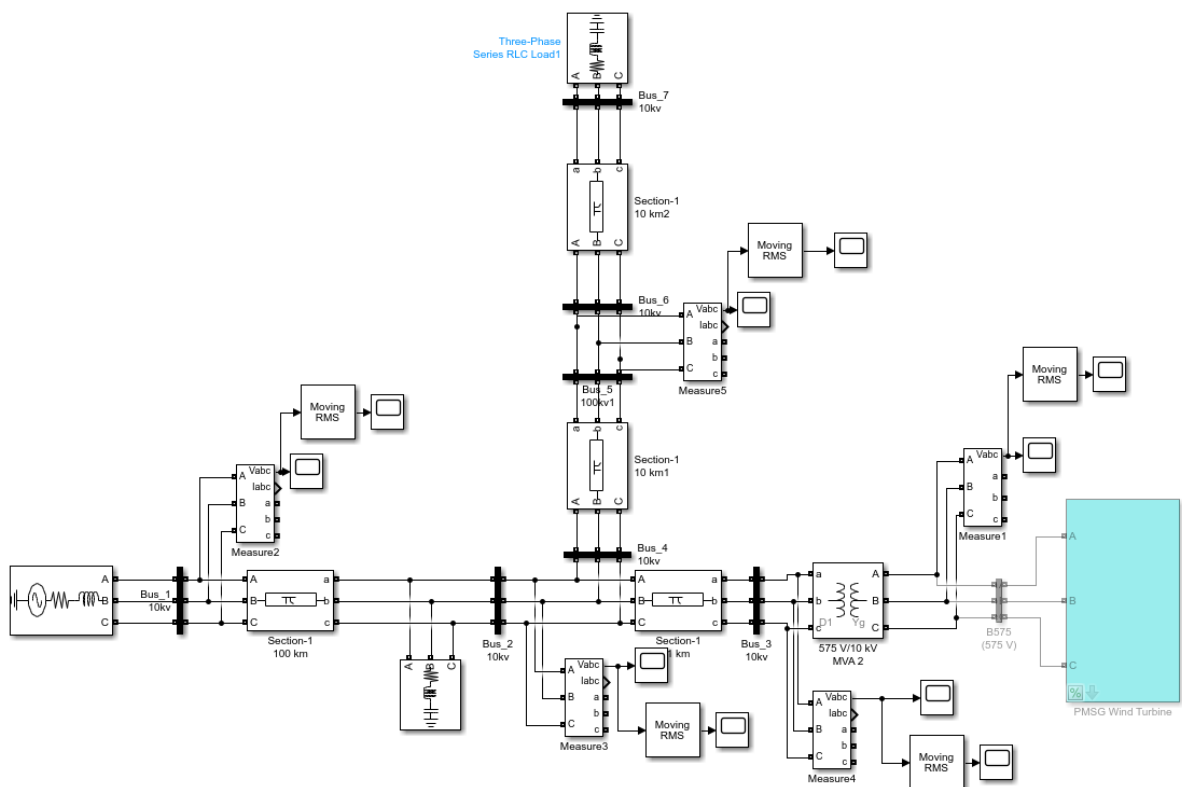 Three-Phase
Series RLC Load1
A B C
Bus_7
10kv
a b c
Section-1
10 km2
A B C
Moving
RMS
Bus_6
10kv
Vabc
Iabc
A
a
B
b
C
c
Measure5
Bus_5
100kv1
a b c
Section-1
10 km1
A B C
Moving
RMS
Moving
RMS
Vabc
Iabc
A
a
B
b
C
c
Measure2
Vabc
Iabc
A
a
B
b
C
c
Measure1
Bus_4
10kv
A
B
C
Bus_1
10kv
A a
B b
C c
Section-1
100 km
A B C
Bus_2
10kv
A a
B b
C c
Section-1
km
Bus_3
10kv
a A
b B
c C
D1 Yg
575 V/10 kV
MVA 2
B575
(575 V)
A
B
C
PMSG Wind Turbine
Vabc
Iabc
A
a
B
b
C
c
Measure3
Moving
RMS
Vabc
Iabc
A
a
B
b
C
c
Measure4
Moving
RMS